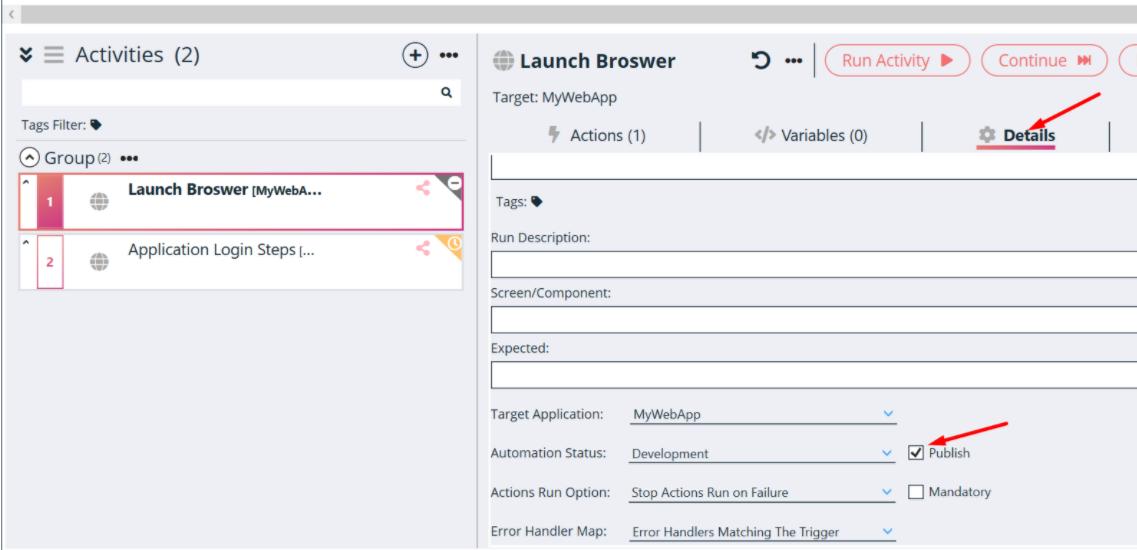 Activities (2)
Tags Filter:
Group (2)
1
Launch Broswer [MyWebA...
2
Application Login Steps [...
Launch Broswer
Run Activity
Continue
Target: MyWebApp
Actions (1)
Variables (0)
Details
Tags:
Run Description:
Screen/Component:
Expected:
Target Application: MyWebApp
Automation Status: Development Publish
Actions Run Option: Stop Actions Run on Failure Mandatory
Error Handler Map: Error Handlers Matching The Trigger